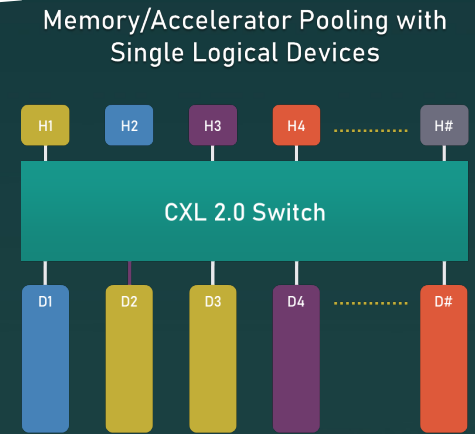 Memory/Accelerator Pooling with
Single Logical Devices
H1 H2 H3 H4 H#
CXL 2.0 Switch
D1 D2 D3 D4 D#